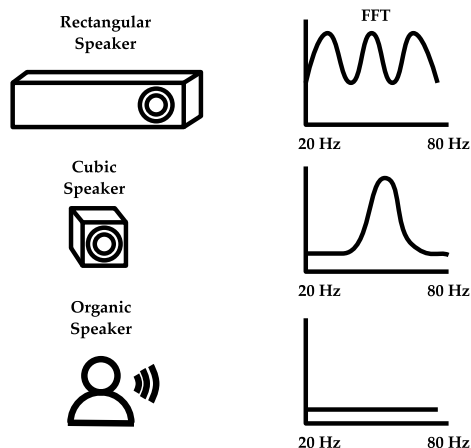 Rectangular
Speaker
FFT
20 Hz
80 Hz
Cubic
Speaker
20 Hz
80 Hz
Organic
Speaker
20 Hz
80 Hz